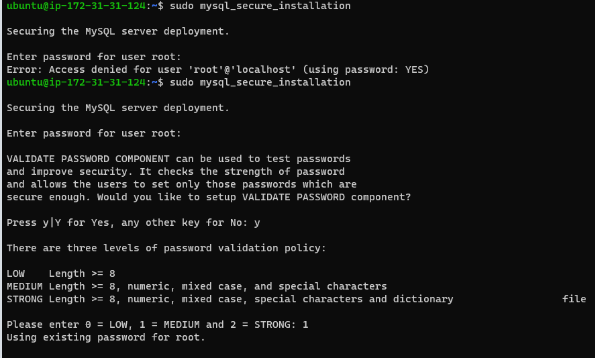 ubuntu@ip-172-31-31-124:~$ sudo mysql_secure_installation
Securing the MySQL server deployment.
Enter password for user root:
Error: Access denied for user 'root'@'localhost' (using password: YES)
ubuntu@ip-172-31-31-124:~$ sudo mysql_secure_installation
Securing the MySQL server deployment.
Enter password for user root:
VALIDATE PASSWORD COMPONENT can be used to test passwords
and improve security. It checks the strength of password
and allows the users to set only those passwords which are
secure enough. Would you like to setup VALIDATE PASSWORD component?
Press y|Y for Yes, any other key for No: y
There are three levels of password validation policy:
LOW    Length >= 8
MEDIUM Length >= 8, numeric, mixed case, and special characters
STRONG Length >= 8, numeric, mixed case, special characters and dictionary                  file
Please enter 0 = LOW, 1 = MEDIUM and 2 = STRONG: 1
Using existing password for root.